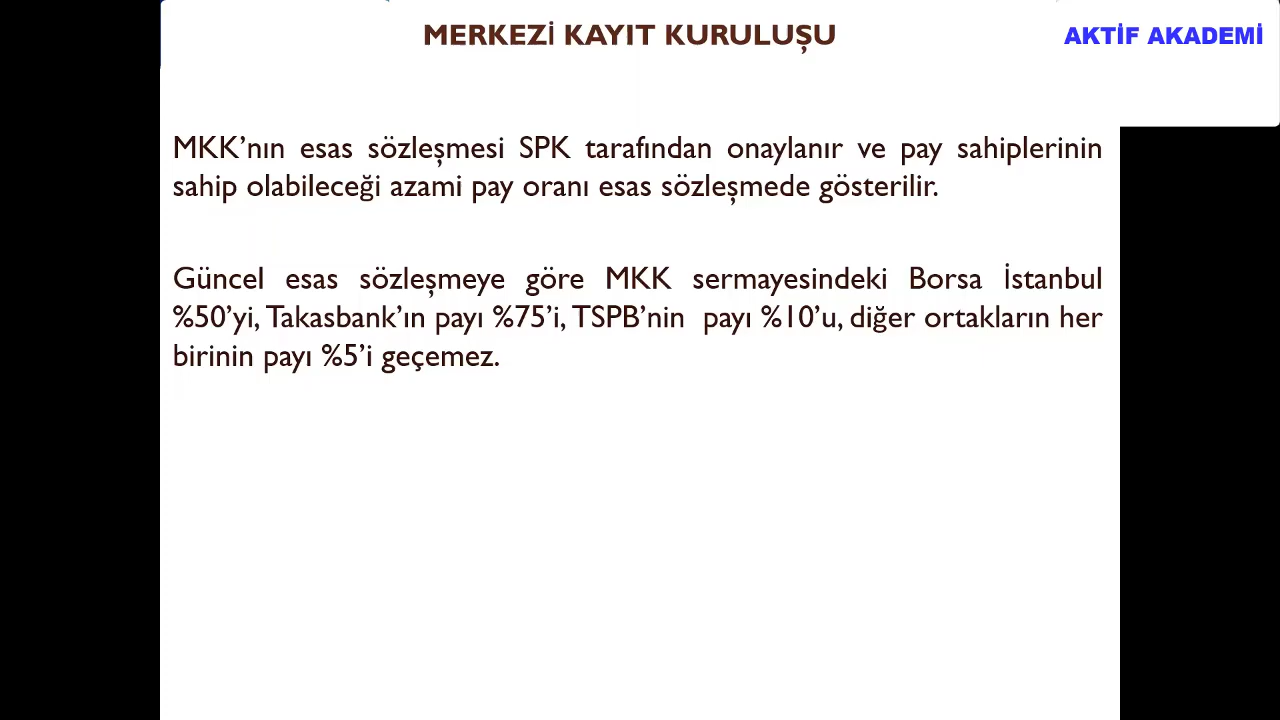 MERKEZİ KAYIT KURULUŞU
AKTİF AKADEMİ
MKK’nın esas sözleşmesi SPK tarafından onaylanır ve pay sahiplerinin
sahip olabileceği azami pay oranı esas sözleşmede gösterilir.
Güncel esas sözleşmeye göre MKK sermayesindeki Borsa İstanbul
%50’yi, Takasbank’ın payı %75’i, TSPB’nin payı %10’u, diğer ortakların her
birinin payı %5’i geçemez.